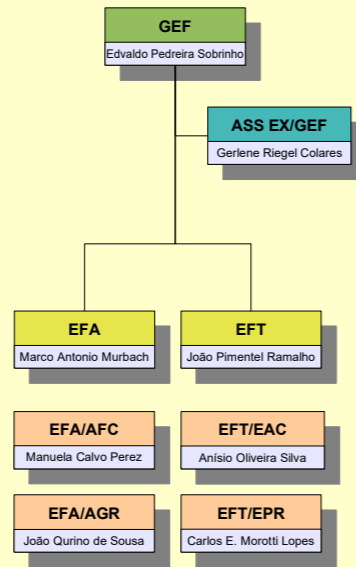 GEF
Edvaldo Pedreira Sobrinho
ASS EX/GEF
Gerlene Riegel Colares
EFA
Marco Antonio Murbach
EFT
João Pimentel Ramalho
EFA/AFC
Manuela Calvo Perez
EFT/EAC
Anísio Oliveira Silva
EFA/AGR
João Qurino de Sousa
EFT/EPR
Carlos E. Morotti Lopes